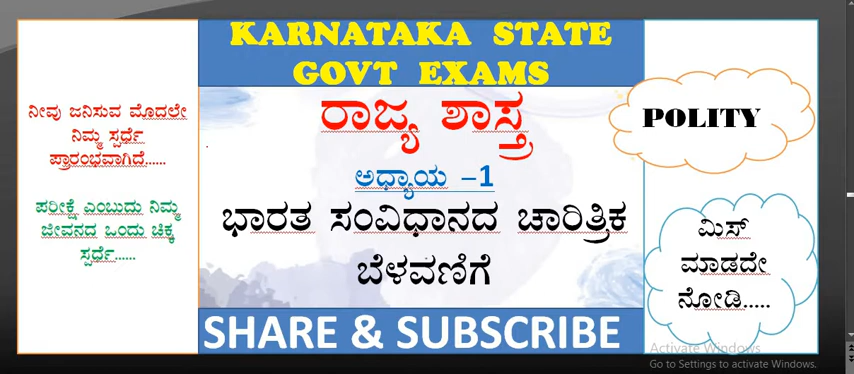 KARNATAKA STATE
GOVT EXAMS
ನೀವು ಜನಿಸುವ ಮೊದಲೇ
ನಿಮ್ಮ ಸ್ಪರ್ಧೆ
ಪ್ರಾರಂಭವಾಗಿದೆ......
ಪರೀಕ್ಷೆ ಎಂಬುದು ನಿಮ್ಮ
ಜೀವನದ ಒಂದು ಚಿಕ್ಕ
ಸ್ಪರ್ಧೆ......
ರಾಜ್ಯ ಶಾಸ್ತ್ರ
ಅಧ್ಯಾಯ –1
ಭಾರತ ಸಂವಿಧಾನದ ಚಾರಿತ್ರಿಕ
ಬೆಳವಣಿಗೆ
SHARE & SUBSCRIBE
POLITY
ಮಿಸ್
ಮಾಡದೇ
ನೋಡಿ.....
Activate Windows
Go to Settings to activate Windows.